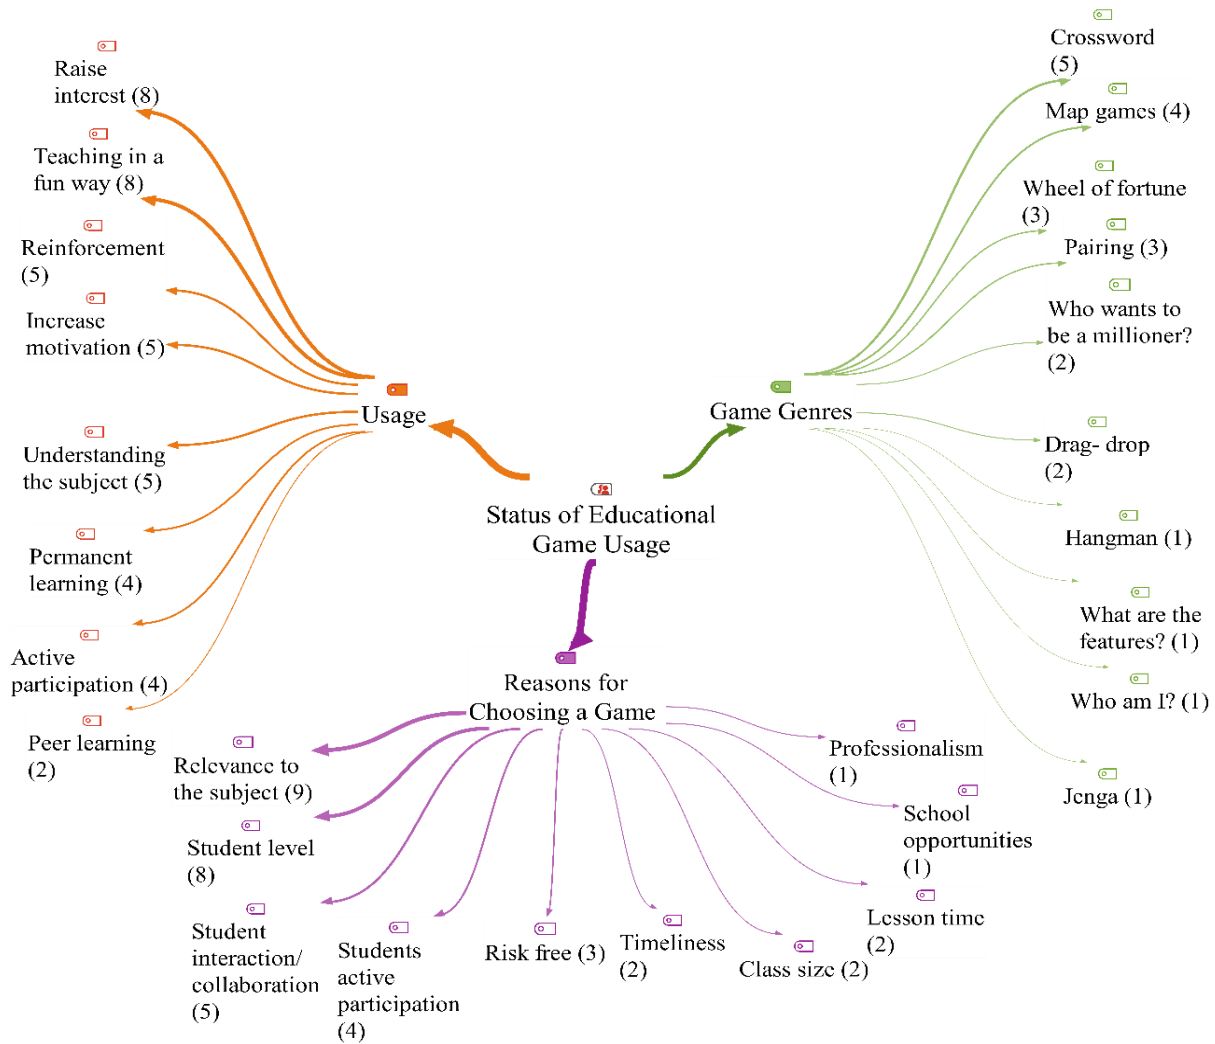 Raise
interest (8)
Teaching in a
fun way (8)
Reinforcement
(5)
Increase
motivation (5)
Usage
Understanding
the subject (5)
Permanent
learning (4)
Active
participation (4)
Peer learning
(2)
Status of Educational
Game Usage
Crossword
(5)
Map games (4)
Wheel of fortune
(3)
Pairing (3)
Who wants to
be a millioner?
(2)
Game Genres
Drag- drop
(2)
Hangman (1)
What are the
features? (1)
Who am I? (1)
Jenga (1)
Reasons for
Choosing a Game
Relevance to
the subject (9)
Student level
(8)
Student
interaction/
collaboration
(5)
Students
active
participation
(4)
Risk free (3)
Timeliness
(2)
Class size (2)
Lesson time
(2)
School
opportunities
(1)
Professionalism
(1)